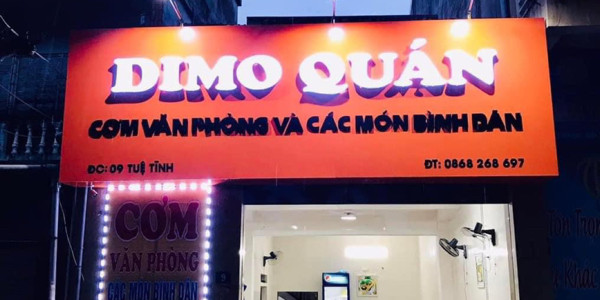 DIMO QUÁN
CƠM VĂN PHÒNG VÀ CÁC MÓN BÌNH DÂN
ĐC: 09 TUỆ TĨNH
ĐT: 0868 268 697
CƠM
VĂN PHÒNG
CÁC MÓN BÌNH DÂN